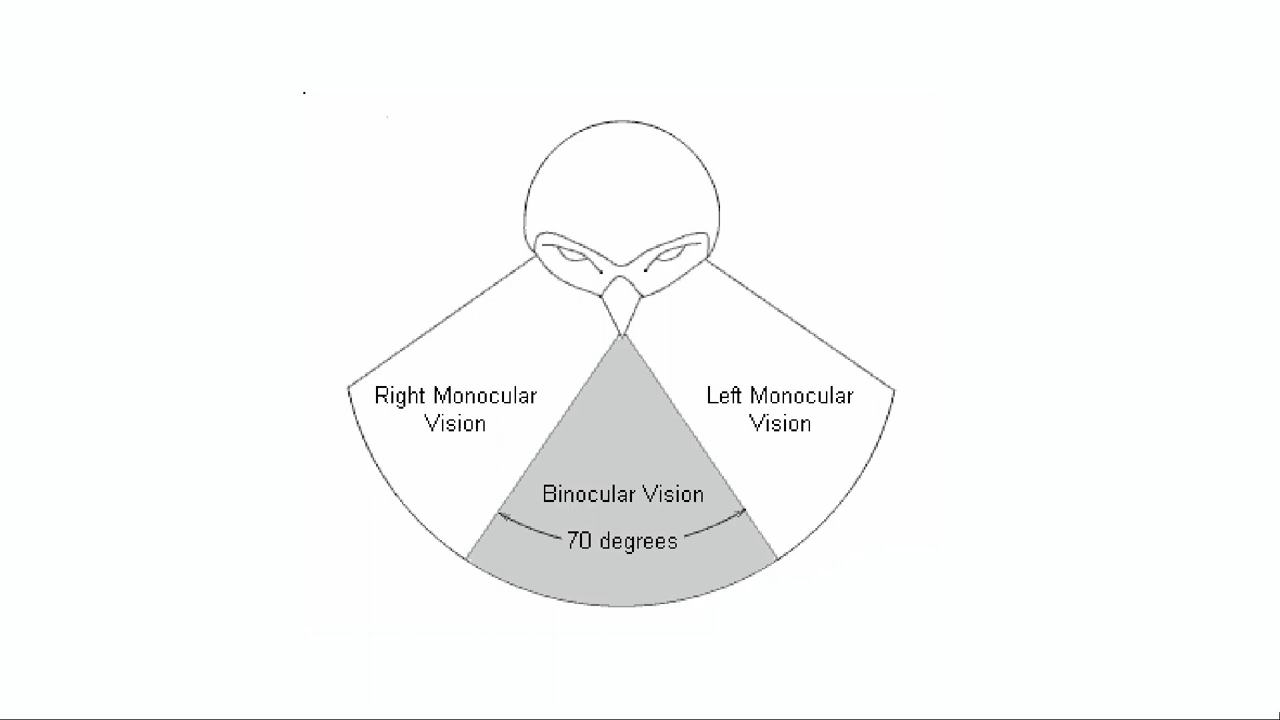 Right Monocular
Vision
Left Monocular
Vision
Binocular Vision
70 degrees